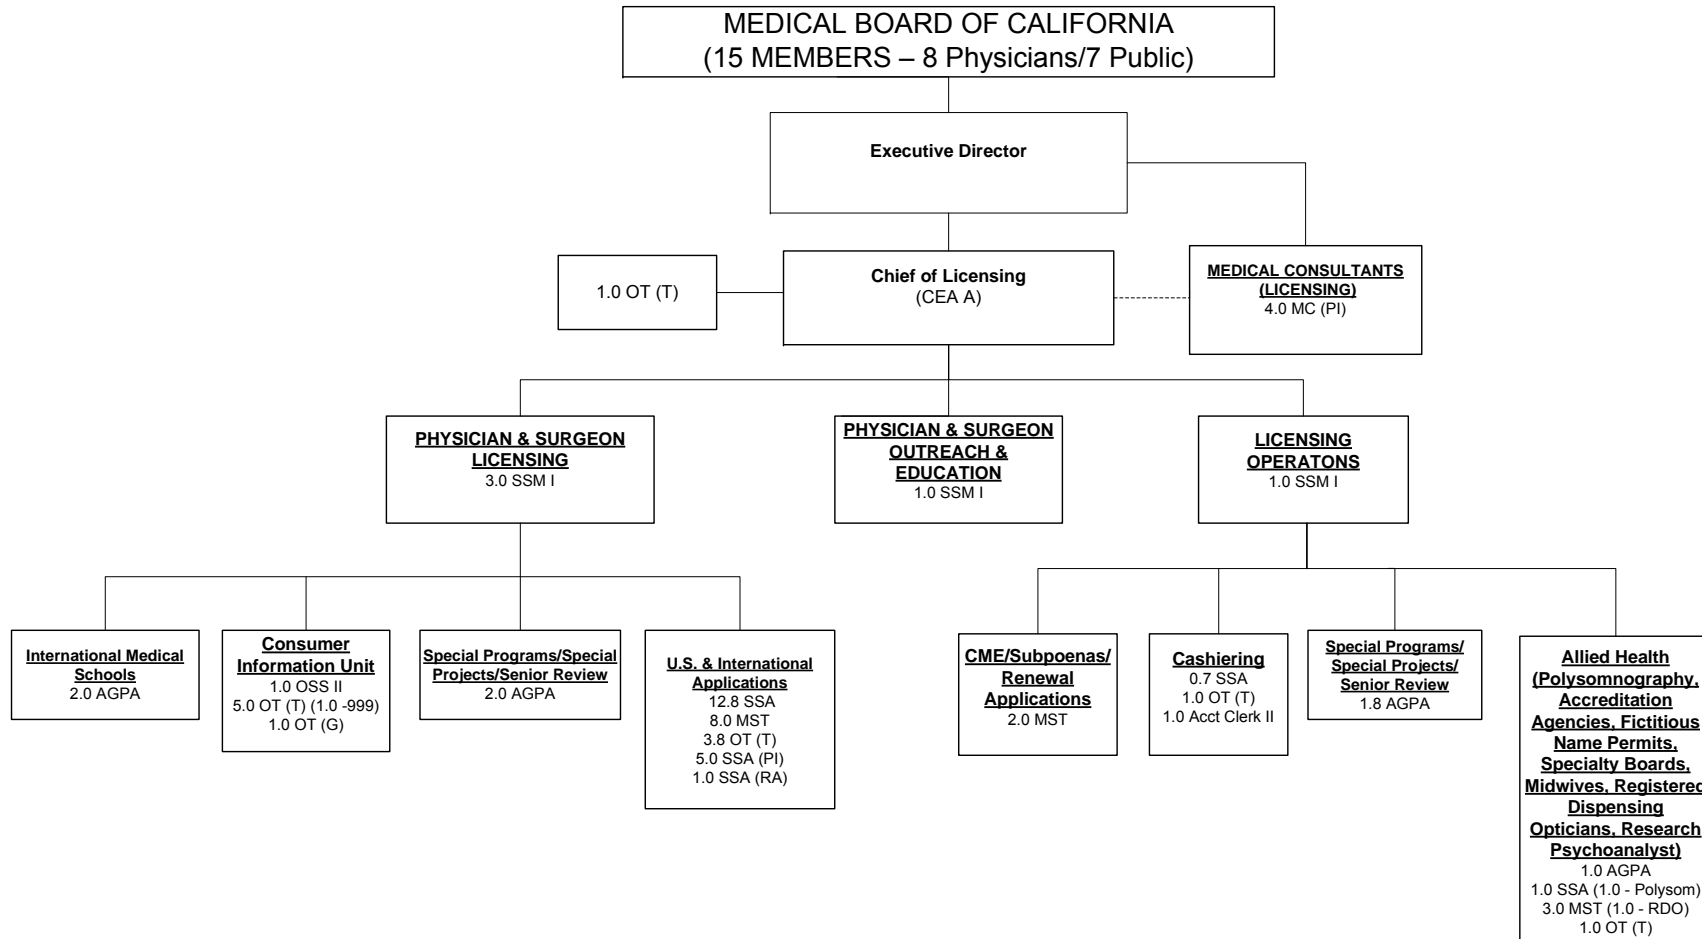 MEDICAL BOARD OF CALIFORNIA
(15 MEMBERS – 8 Physicians/7 Public)
Executive Director
1.0 OT (T)
Chief of Licensing
(CEA A)
MEDICAL CONSULTANTS
(LICENSING)
4.0 MC (PI)
PHYSICIAN & SURGEON
LICENSING
3.0 SSM I
PHYSICIAN & SURGEON
OUTREACH &
EDUCATION
1.0 SSM I
LICENSING
OPERATONS
1.0 SSM I
International Medical
Schools
2.0 AGPA
Consumer
Information Unit
1.0 OSS II
5.0 OT (T) (1.0 -999)
1.0 OT (G)
Special Programs/Special
Projects/Senior Review
2.0 AGPA
U.S. & International
Applications
12.8 SSA
8.0 MST
3.8 OT (T)
5.0 SSA (PI)
1.0 SSA (RA)
CME/Subpoenas/
Renewal
Applications
2.0 MST
Cashiering
0.7 SSA
1.0 OT (T)
1.0 Acct Clerk II
Special Programs/
Special Projects/
Senior Review
1.8 AGPA
Allied Health
(Polysomnography,
Accreditation
Agencies, Fictitious
Name Permits,
Specialty Boards,
Midwives, Registered
Dispensing
Opticians, Research
Psychoanalyst)
1.0 AGPA
1.0 SSA (1.0 - Polysom)
3.0 MST (1.0 - RDO)
1.0 OT (T)